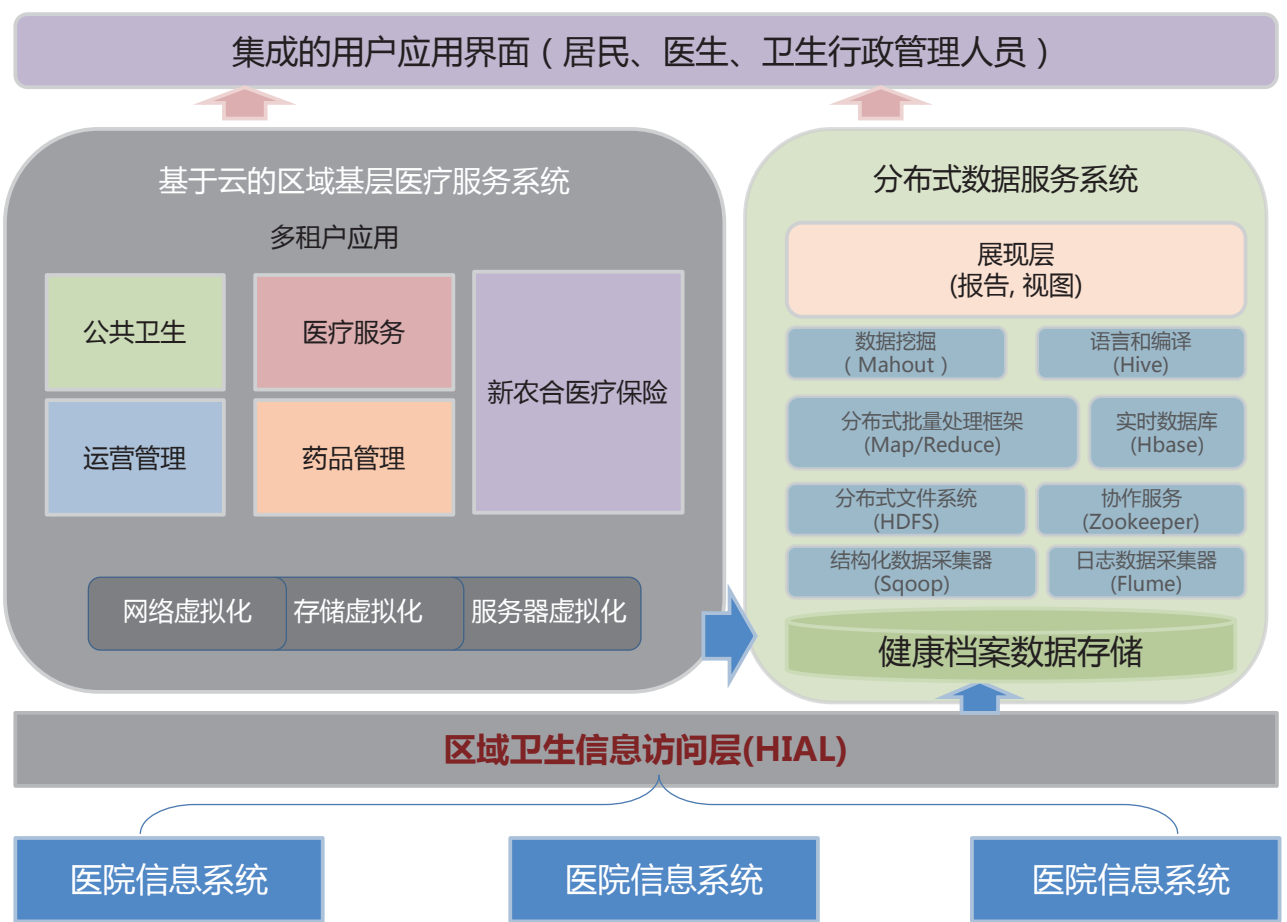 集成的用户应用界面（居民、医生、卫生行政管理人员）
基于云的区域基层医疗服务系统
多租户应用
公共卫生
医疗服务
新农合医疗保险
运营管理
药品管理
网络虚拟化
存储虚拟化
服务器虚拟化
分布式数据服务系统
展现层
(报告, 视图)
数据挖掘
（Mahout）
语言和编译
(Hive)
分布式批量处理框架
(Map/Reduce)
实时数据库
(Hbase)
分布式文件系统
(HDFS)
协作服务
(Zookeeper)
结构化数据采集器
(Sqoop)
日志数据采集器
(Flume)
健康档案数据存储
区域卫生信息访问层(HIAL)
医院信息系统
医院信息系统
医院信息系统